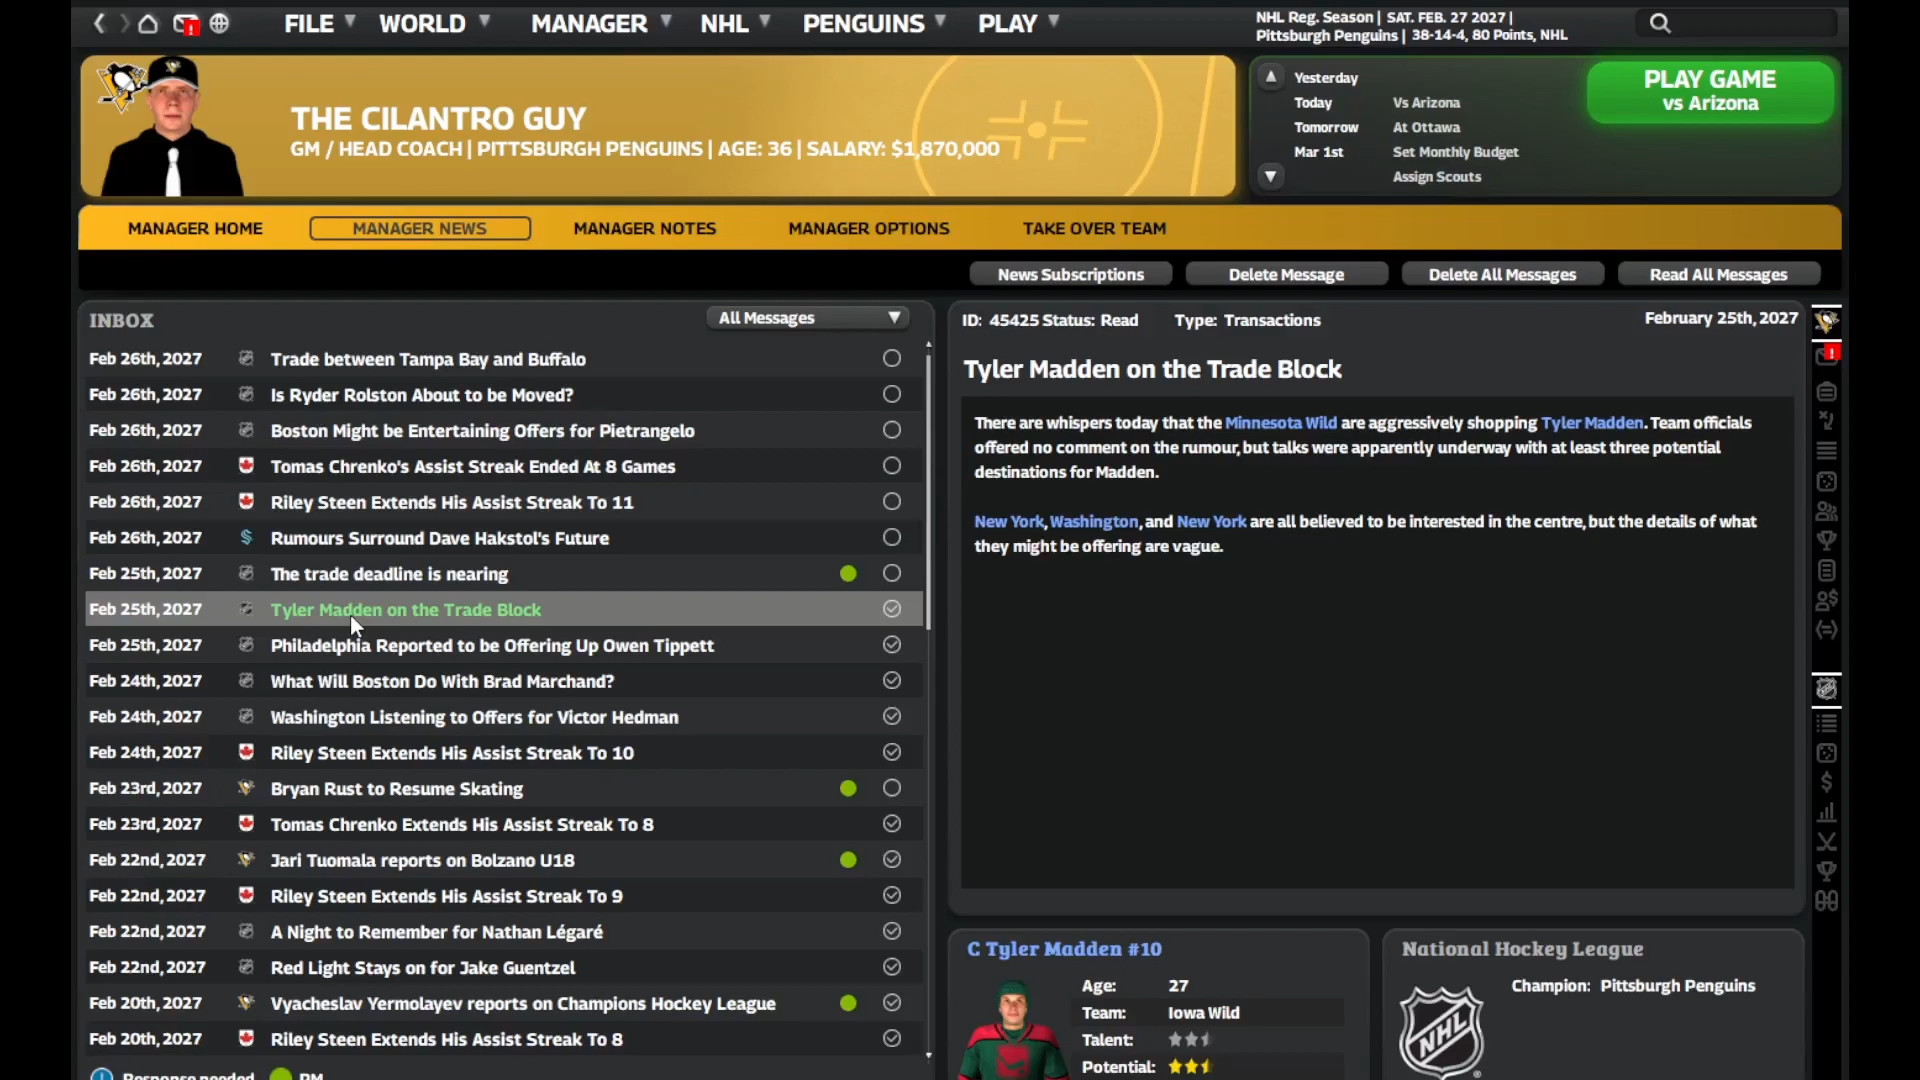 FILE WORLD MANAGER NHL PENGUINS PLAY
NHL Reg. Season | SAT. FEB. 27 2027 |
Pittsburgh Penguins | 38-14-4, 80 Points, NHL
THE CILANTRO GUY
GM / HEAD COACH | PITTSBURGH PENGUINS | AGE: 36 | SALARY: $1,870,000
Yesterday
Today Vs Arizona
Tomorrow At Ottawa
Mar 1st Set Monthly Budget
Assign Scouts
PLAY GAME
vs Arizona
MANAGER HOME MANAGER NEWS MANAGER NOTES MANAGER OPTIONS TAKE OVER TEAM
News Subscriptions Delete Message Delete All Messages Read All Messages
INBOX All Messages
Feb 26th, 2027 Trade between Tampa Bay and Buffalo
Feb 26th, 2027 Is Ryder Rolston About to be Moved?
Feb 26th, 2027 Boston Might be Entertaining Offers for Pietrangelo
Feb 26th, 2027 Tomas Chrenko's Assist Streak Ended At 8 Games
Feb 26th, 2027 Riley Steen Extends His Assist Streak To 11
Feb 26th, 2027 Rumours Surround Dave Hakstol's Future
Feb 25th, 2027 The trade deadline is nearing
Feb 25th, 2027 Tyler Madden on the Trade Block
Feb 25th, 2027 Philadelphia Reported to be Offering Up Owen Tippett
Feb 24th, 2027 What Will Boston Do With Brad Marchand?
Feb 24th, 2027 Washington Listening to Offers for Victor Hedman
Feb 24th, 2027 Riley Steen Extends His Assist Streak To 10
Feb 23rd, 2027 Bryan Rust to Resume Skating
Feb 23rd, 2027 Tomas Chrenko Extends His Assist Streak To 8
Feb 22nd, 2027 Jari Tuomala reports on Bolzano U18
Feb 22nd, 2027 Riley Steen Extends His Assist Streak To 9
Feb 22nd, 2027 A Night to Remember for Nathan Légaré
Feb 22nd, 2027 Red Light Stays on for Jake Guentzel
Feb 20th, 2027 Vyacheslav Yermolayev reports on Champions Hockey League
Feb 20th, 2027 Riley Steen Extends His Assist Streak To 8
Response needed PM
ID: 45425 Status: Read Type: Transactions February 25th, 2027
Tyler Madden on the Trade Block
There are whispers today that the Minnesota Wild are aggressively shopping Tyler Madden. Team officials
offered no comment on the rumour, but talks were apparently underway with at least three potential
destinations for Madden.
New York, Washington, and New York are all believed to be interested in the centre, but the details of what
they might be offering are vague.
C Tyler Madden #10
Age: 27
Team: Iowa Wild
Talent:
Potential:
National Hockey League
Champion: Pittsburgh Penguins
NHL